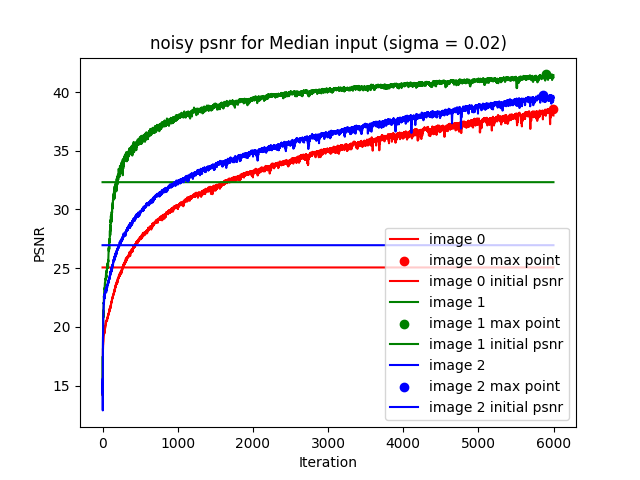 noisy psnr for Median input (sigma = 0.02)
PSNR
40
35
30
25
20
15
0 1000 2000 3000 4000 5000 6000
Iteration
image 0
image 0 max point
image 0 initial psnr
image 1
image 1 max point
image 1 initial psnr
image 2
image 2 max point
image 2 initial psnr